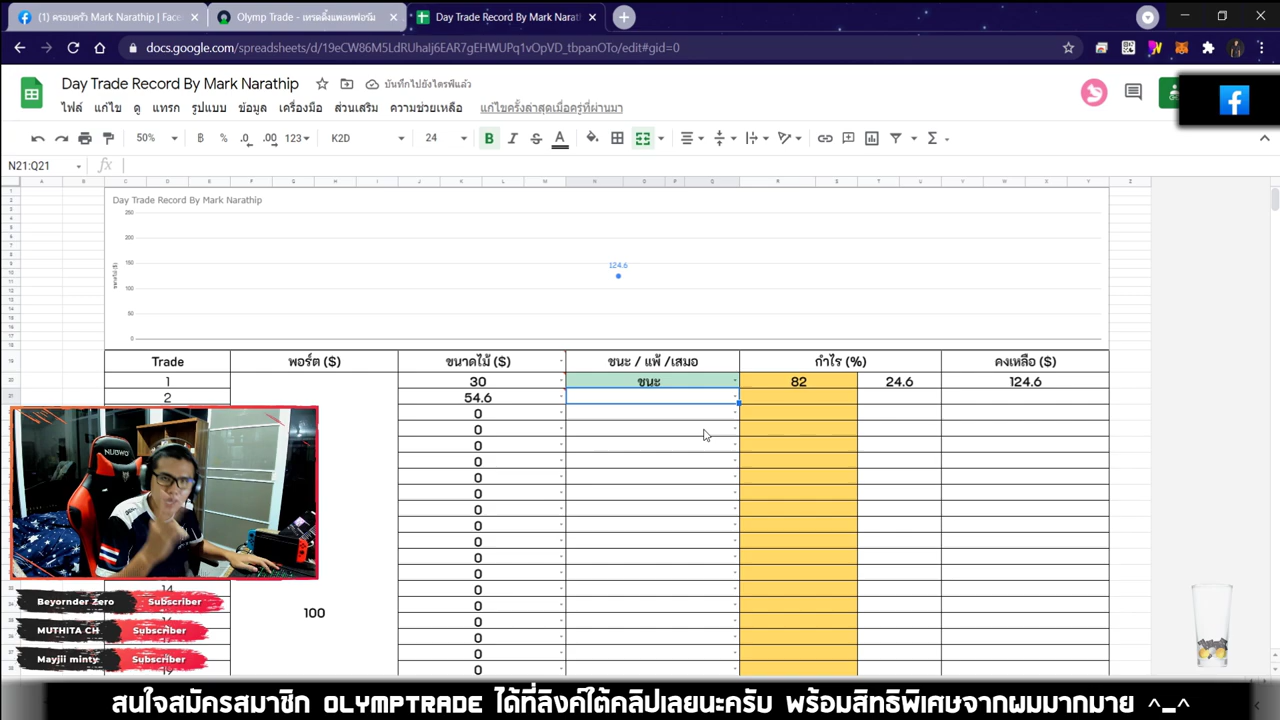 (1) ครอบครัว Mark Narathip | Face
Olymp Trade - เทรดดิ้งแพลทฟอร์มี
Day Trade Record By Mark Narat
docs.google.com/spreadsheets/d/19eCW86M5LdRUhalj6EAR7gEHWUPq1vOpVD_tbpanOTo/edit#gid=0
Day Trade Record By Mark Narathip
บันทึกไปยังไดรฟ์แล้ว
ไฟล์ แก้ไข ดู แทรก รูปแบบ ข้อมูล เครื่องมือ ส่วนเสริม ความช่วยเหลือ แก้ไขครั้งล่าสุดเมื่อครู่ที่ผ่านมา
50% ฿ % .0 .00 123 K2D 24 B I S A
N21:Q21 fx
A B C D E F G H I J K L M N O P Q R S T U V W X Y Z
Day Trade Record By Mark Narathip
250
200
150
100
50
0
124.6
Trade พอร์ต ($) ขนาดไม้ ($) ชนะ / แพ้ /เสมอ กำไร (%) คงเหลือ ($)
1 30 ชนะ 82 24.6 124.6
2 54.6
0
0
0
0
0
0
0
0
0
0
NUBWO
14 0
0
100
0
0
0
19 0
Beyornder Zero Subscriber
MUTHITA CH Subscriber
Mayjii minty Subscriber
สนใจสมัครสมาชิก OLYMPTRADE ได้ที่ลิงค์ใต้คลิปเลยนะครับ พร้อมสิทธิพิเศษจากผมมากมาย ^_^